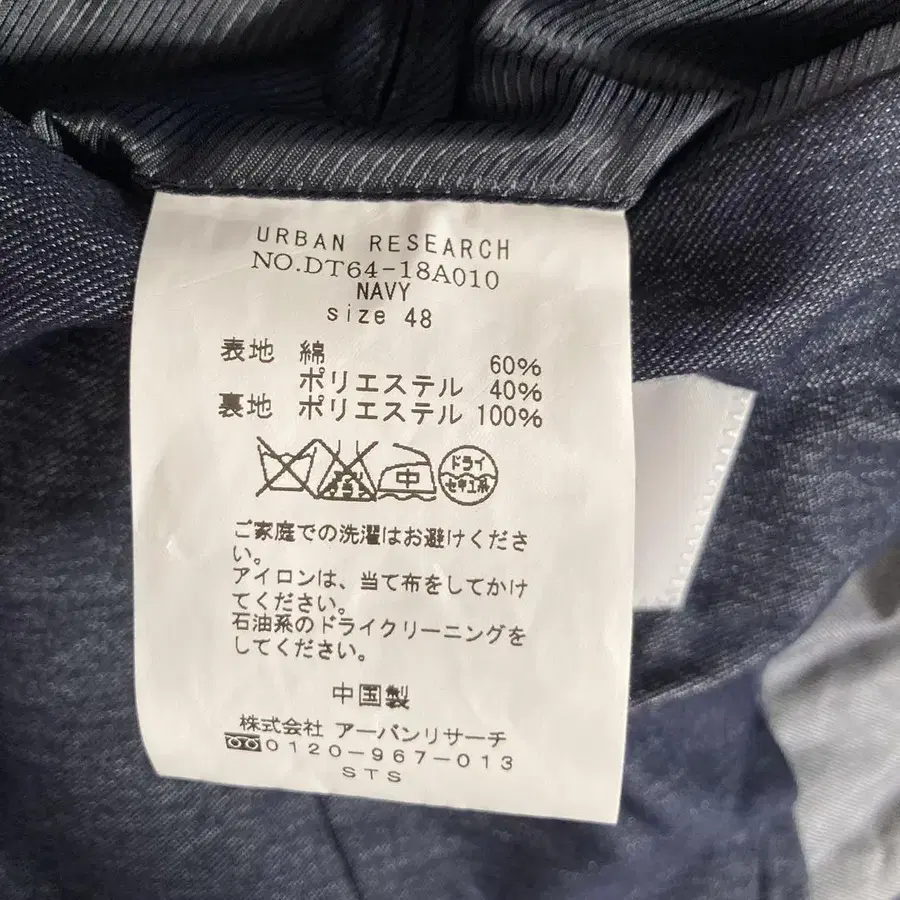 URBAN RESEARCH
NO.DT64-18A010
NAVY
size 48
表地 綿 60%
ポリエステル 40%
裏地 ポリエステル 100%
中 ドライ
セキユ系
ご家庭での洗濯はお避けくださ
い。
アイロンは、当て布をしてかけ
てください。
石油系のドライクリーニングを
してください。
中国製
株式会社 アーバンリサーチ
0120-967-013
STS